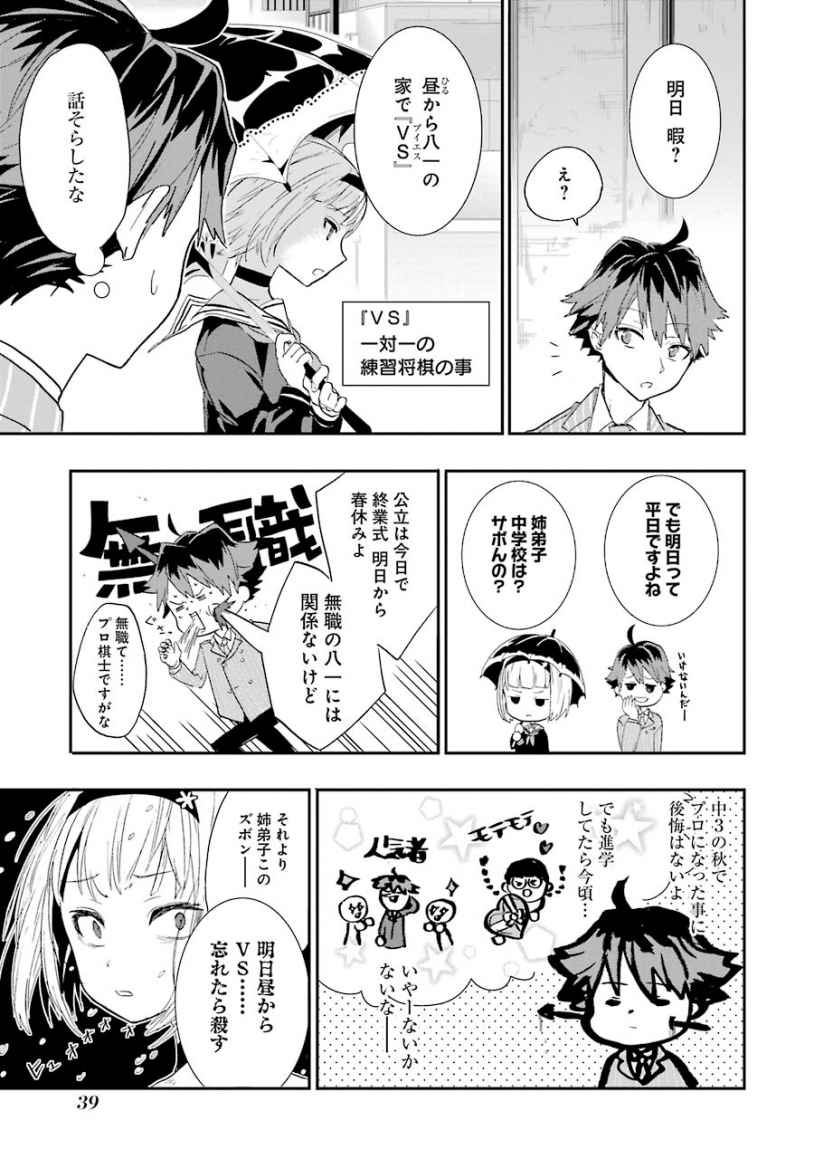 明日 暇？
え？
昼から八一の
ひる
家で『VS』
ブイエス
『VS』
一対一の
練習将棋の事
話そらしたな
でも明日って
平日ですよね
いけないんだー
姉弟子
中学校は？
サボんの？
公立は今日で
終業式 明日から
春休みよ
無職の八一には
関係ないけど
無職
無職て……
プロ棋士ですがな
中３の秋で
プロになった事に
後悔はないよ
でも進学
してたら今頃…
モテモテ
人気者
いやーないか
ないなー
それより
姉弟子この
ズボン──
明日昼から
VS……
忘れたら殺す
39